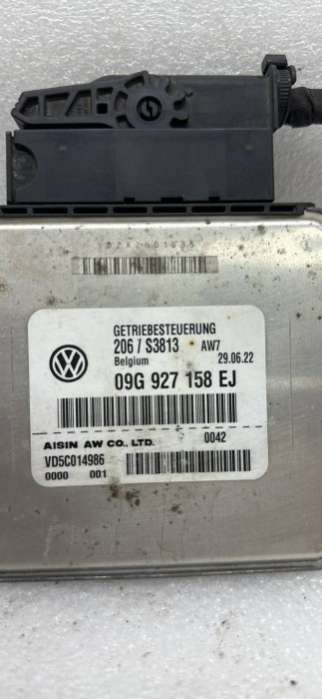 GETRIEBESTEUERUNG
206/ S3813 AW7
Belgium 29.06.22
09G 927 158 EJ
AISIN AW CO., LTD. 0042
VD5C014986
0000 001